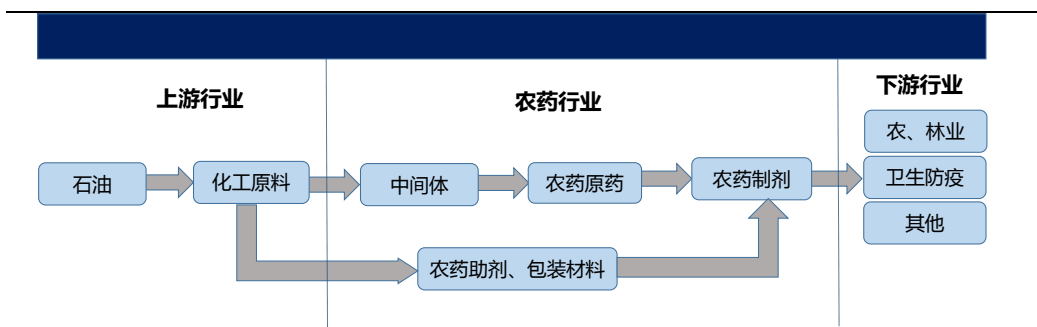 上游行业
农药行业
下游行业
农、林业
石油
化工原料
中间体
农药原药
农药制剂
卫生防疫
其他
农药助剂、包装材料